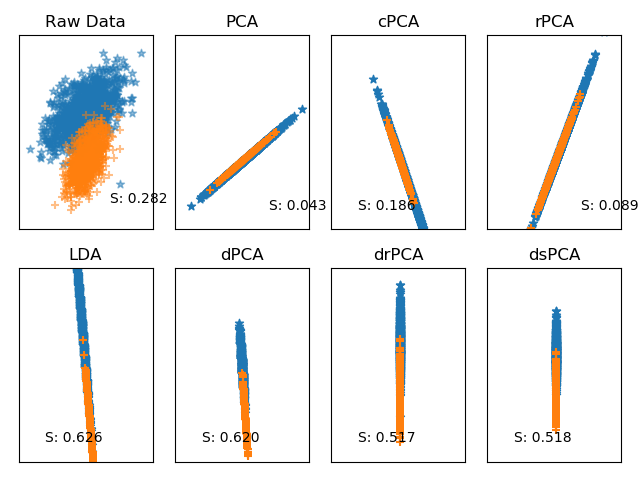 Raw Data
PCA
cPCA
rPCA
S: 0.282
S: 0.043
S: 0.186
S: 0.089
LDA
dPCA
drPCA
dsPCA
S: 0.626
S: 0.620
S: 0.517
S: 0.518